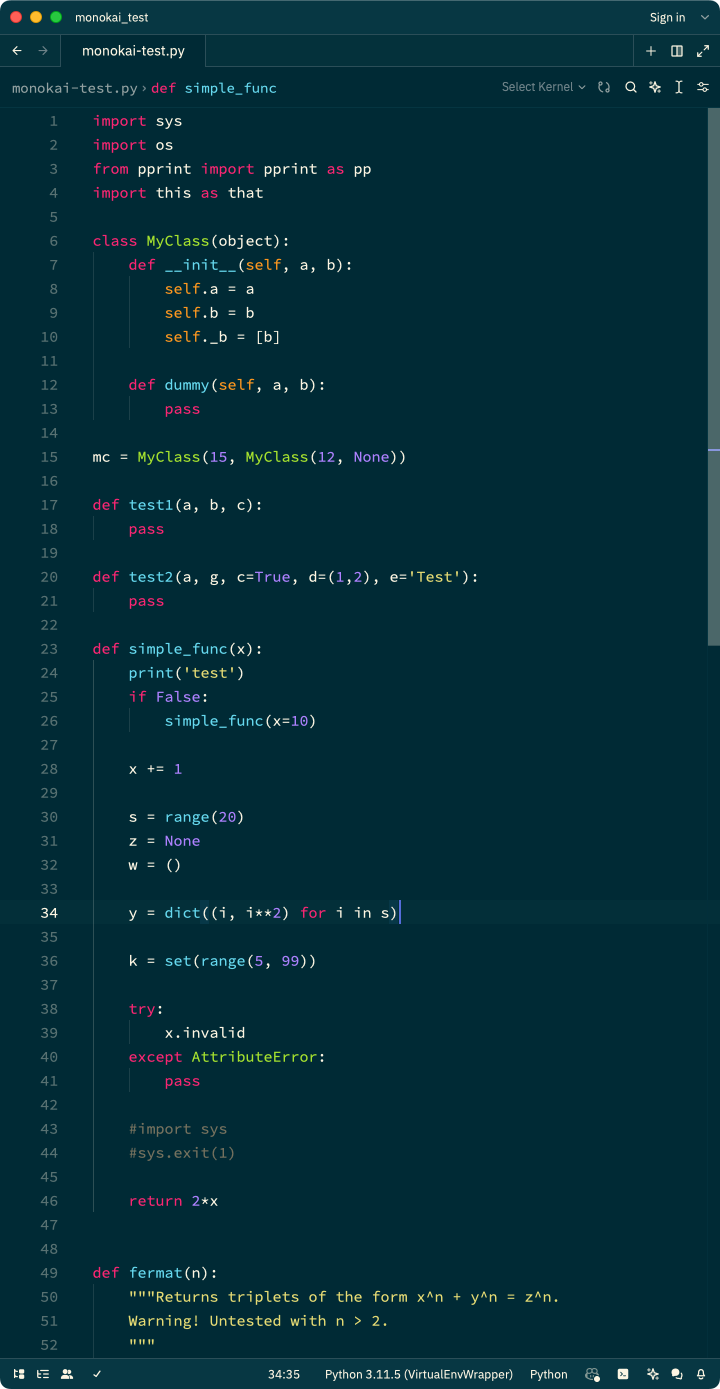 monokai_test
Sign in
monokai-test.py
monokai-test.py › def simple_func
Select Kernel
1 import sys
2 import os
3 from pprint import pprint as pp
4 import this as that
5
6 class MyClass(object):
7     def __init__(self, a, b):
8         self.a = a
9         self.b = b
10         self._b = [b]
11
12     def dummy(self, a, b):
13         pass
14
15 mc = MyClass(15, MyClass(12, None))
16
17 def test1(a, b, c):
18     pass
19
20 def test2(a, g, c=True, d=(1,2), e='Test'):
21     pass
22
23 def simple_func(x):
24     print('test')
25     if False:
26         simple_func(x=10)
27
28     x += 1
29
30     s = range(20)
31     z = None
32     w = ()
33
34     y = dict((i, i**2) for i in s)
35
36     k = set(range(5, 99))
37
38     try:
39         x.invalid
40     except AttributeError:
41         pass
42
43     #import sys
44     #sys.exit(1)
45
46     return 2*x
47
48
49 def fermat(n):
50     """Returns triplets of the form x^n + y^n = z^n.
51     Warning! Untested with n > 2.
52     """
34:35 Python 3.11.5 (VirtualEnvWrapper) Python